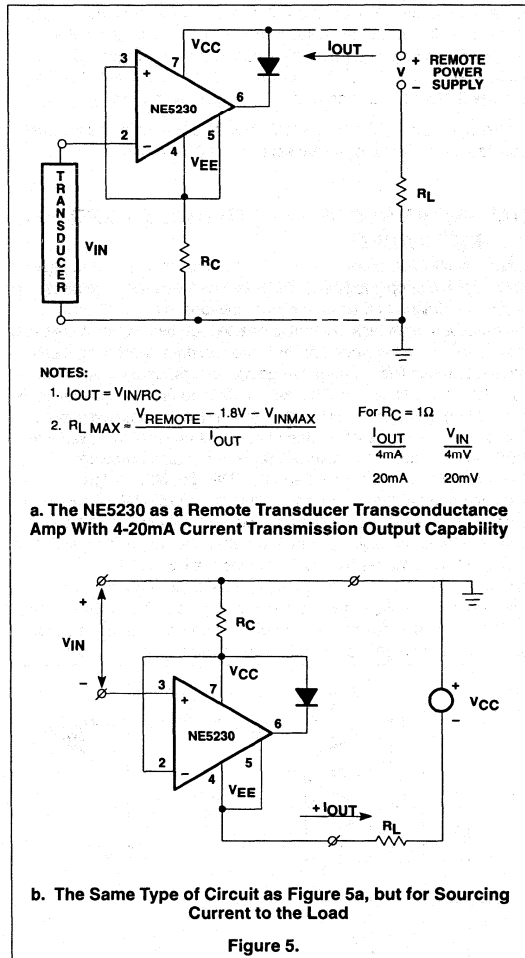 VCC
IOUT
3
7
+
+ REMOTE
V POWER
− SUPPLY
NE5230
6
2
−
5
4
VEE
TRANSDUCER
VIN
RC
RL
NOTES:
1. IOUT = VIN/RC
2. RL MAX ≈ VREMOTE − 1.8V − VINMAX
IOUT
For RC = 1Ω
IOUT VIN
4mA 4mV
20mA 20mV
a. The NE5230 as a Remote Transducer Transconductance
Amp With 4-20mA Current Transmission Output Capability
+
RC
VIN
VCC
−
3
7
+
NE5230
6
+
VCC
−
2
−
5
4
VEE
+ IOUT
RL
b. The Same Type of Circuit as Figure 5a, but for Sourcing
Current to the Load
Figure 5.